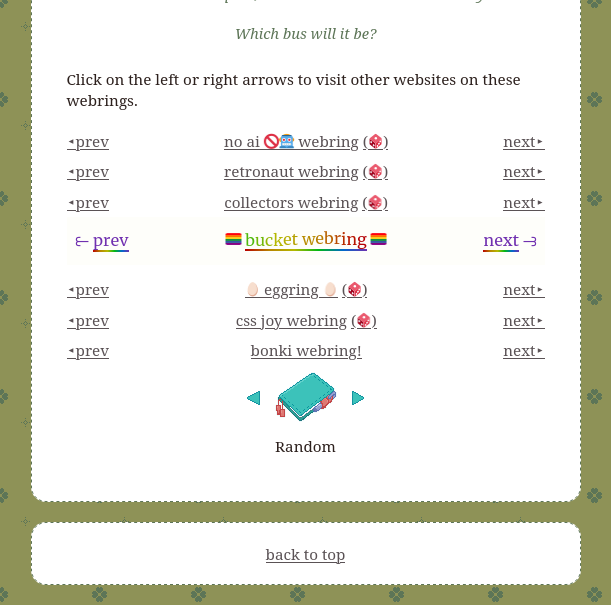 Which bus will it be?
Click on the left or right arrows to visit other websites on these
webrings.
◂prev no ai 🚫🤖 webring (🎲) next▸
◂prev retronaut webring (🎲) next▸
◂prev collectors webring (🎲) next▸
prev 🏳️‍🌈 bucket webring 🏳️‍🌈 next
◂prev 🥚 eggring 🥚 (🎲) next▸
◂prev css joy webring (🎲) next▸
◂prev bonki webring! next▸
Random
back to top